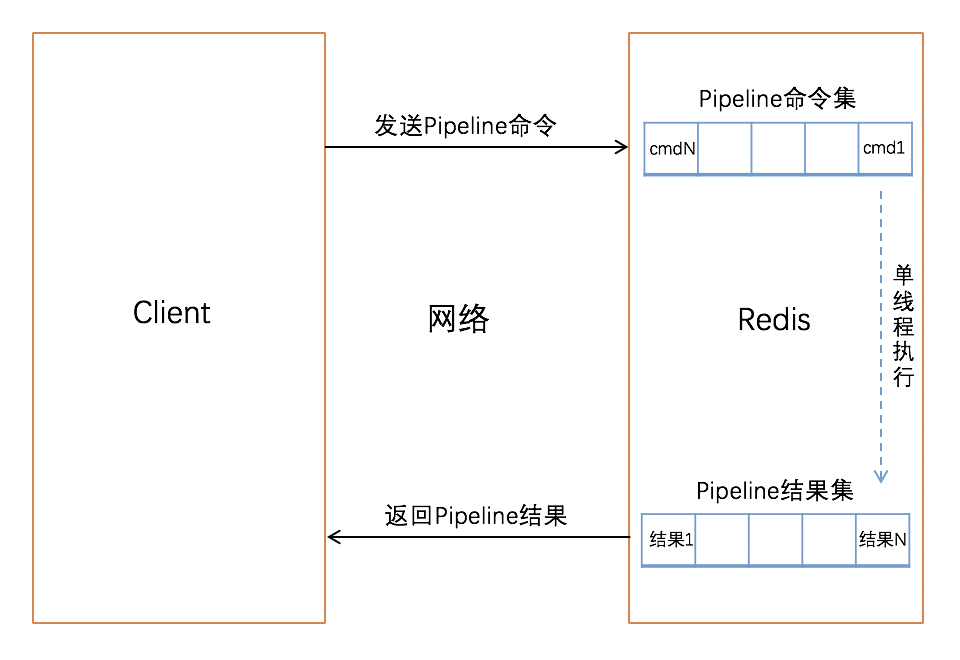 Pipeline命令集
发送Pipeline命令
cmdN
cmd1
单线程执行
Client
网络
Redis
Pipeline结果集
返回Pipeline结果
结果1
结果N